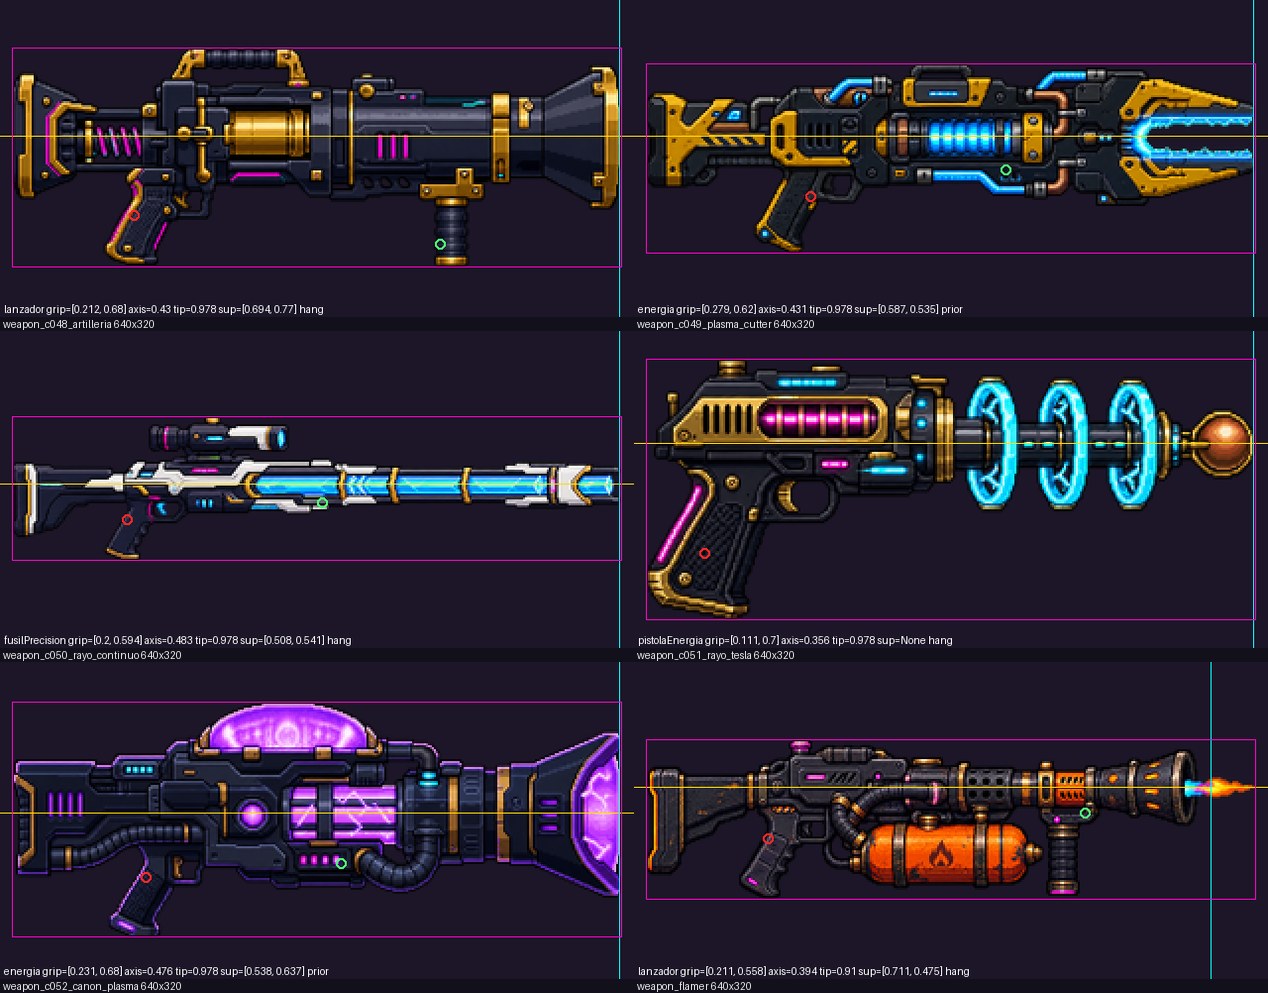 lanzador grip=[0.212, 0.68] axis=0.43 tip=0.978 sup=[0.694, 0.77] hang
weapon_c048_artilleria 640x320
energia grip=[0.279, 0.62] axis=0.431 tip=0.978 sup=[0.587, 0.535] prior
weapon_c049_plasma_cutter 640x320
fusilPrecision grip=[0.2, 0.594] axis=0.483 tip=0.978 sup=[0.508, 0.541] hang
weapon_c050_rayo_continuo 640x320
pistolaEnergia grip=[0.111, 0.7] axis=0.356 tip=0.978 sup=None hang
weapon_c051_rayo_tesla 640x320
energia grip=[0.231, 0.68] axis=0.476 tip=0.978 sup=[0.538, 0.637] prior
weapon_c052_canon_plasma 640x320
lanzador grip=[0.211, 0.558] axis=0.394 tip=0.91 sup=[0.711, 0.475] hang
weapon_flamer 640x320